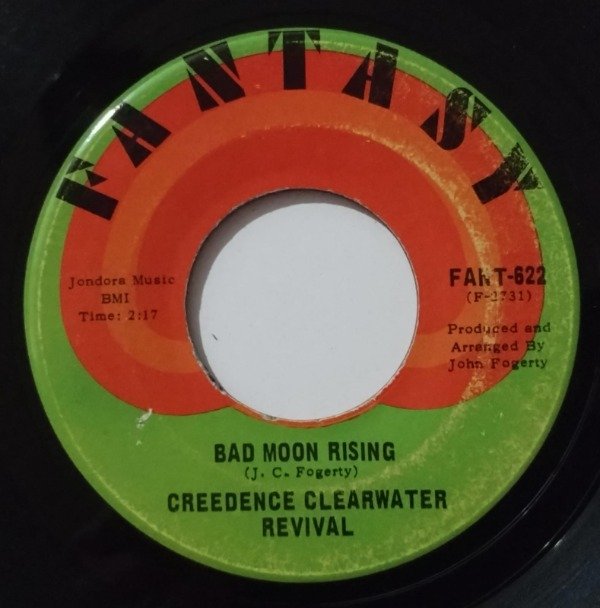 FANTASY
Jondora Music
BMI
Time: 2:17
FANT-622
(F-2731)
Produced and
Arranged By
John Fogerty
BAD MOON RISING
(J. C. Fogerty)
CREEDENCE CLEARWATER
REVIVAL